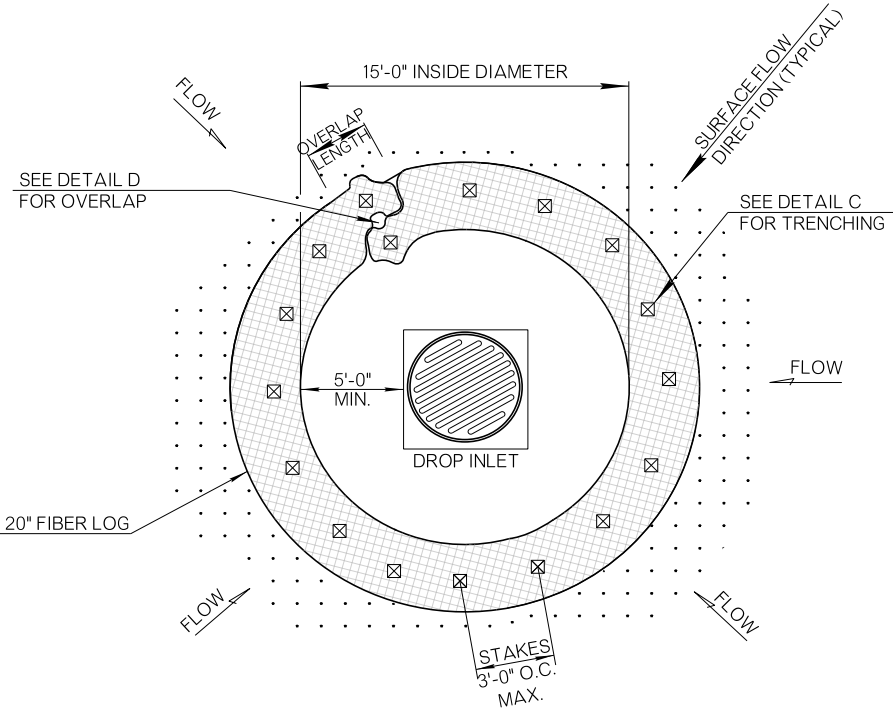 15'-0" INSIDE DIAMETER
FLOW
SURFACE FLOW
DIRECTION (TYPICAL)
OVERLAP
LENGTH
SEE DETAIL D
FOR OVERLAP
SEE DETAIL C
FOR TRENCHING
5'-0"
MIN.
FLOW
DROP INLET
20" FIBER LOG
FLOW
FLOW
STAKES
3'-0" O.C.
MAX.